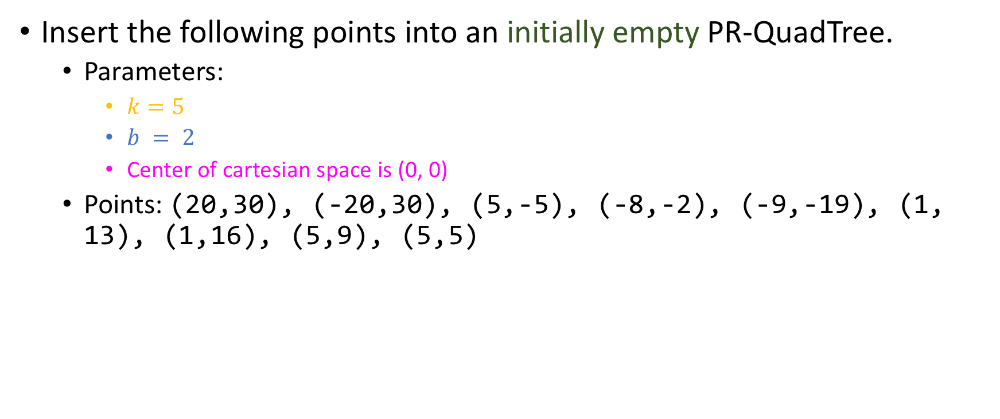 • Insert the following points into an initially empty PR-QuadTree.
• Parameters:
• k = 5
• b = 2
• Center of cartesian space is (0, 0)
• Points: (20,30), (-20,30), (5,-5), (-8,-2), (-9,-19), (1,
13), (1,16), (5,9), (5,5)